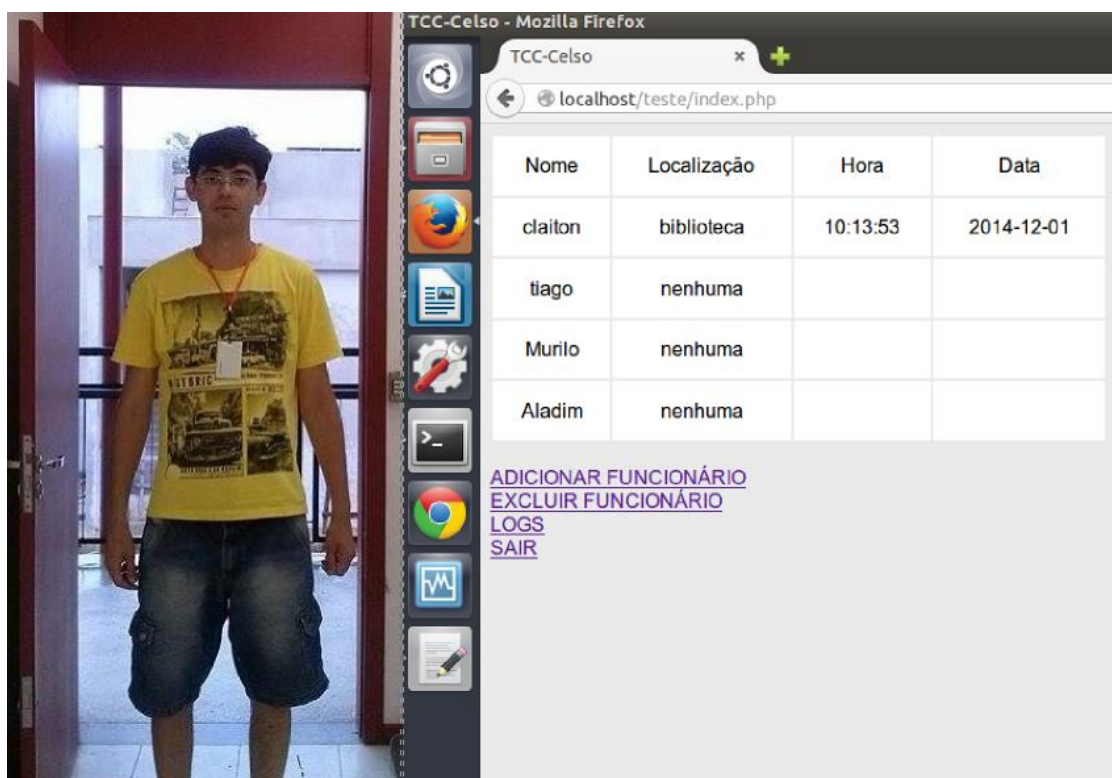 TCC-Celso - Mozilla Firefox
TCC-Celso
localhost/teste/index.php
Nome Localização Hora Data
claiton biblioteca 10:13:53 2014-12-01
tiago nenhuma
Murilo nenhuma
Aladim nenhuma
ADICIONAR FUNCIONÁRIO
EXCLUIR FUNCIONÁRIO
LOGS
SAIR
HISTORIC